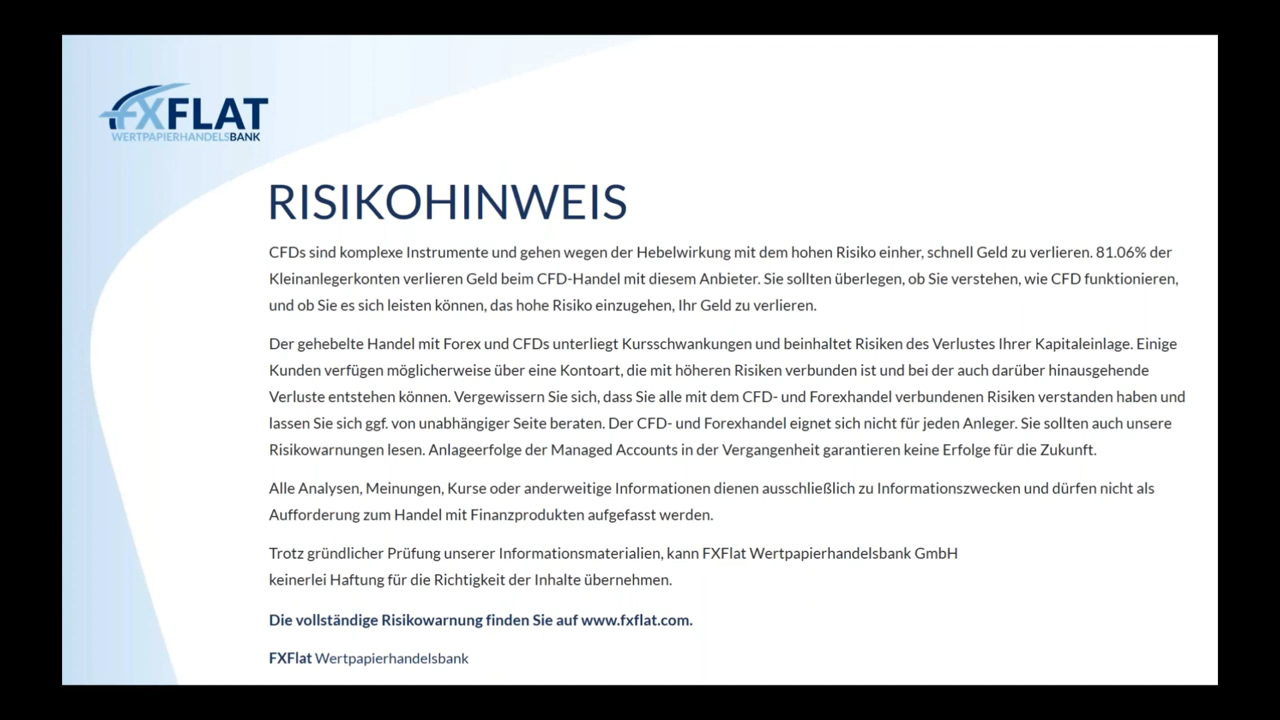 FXFLAT
WERTPAPIERHANDELSBANK
RISIKOHINWEIS
CFDs sind komplexe Instrumente und gehen wegen der Hebelwirkung mit dem hohen Risiko einher, schnell Geld zu verlieren. 81.06% der
Kleinanlegerkonten verlieren Geld beim CFD-Handel mit diesem Anbieter. Sie sollten überlegen, ob Sie verstehen, wie CFD funktionieren,
und ob Sie es sich leisten können, das hohe Risiko einzugehen, Ihr Geld zu verlieren.
Der gehebelte Handel mit Forex und CFDs unterliegt Kursschwankungen und beinhaltet Risiken des Verlustes Ihrer Kapitaleinlage. Einige
Kunden verfügen möglicherweise über eine Kontoart, die mit höheren Risiken verbunden ist und bei der auch darüber hinausgehende
Verluste entstehen können. Vergewissern Sie sich, dass Sie alle mit dem CFD- und Forexhandel verbundenen Risiken verstanden haben und
lassen Sie sich ggf. von unabhängiger Seite beraten. Der CFD- und Forexhandel eignet sich nicht für jeden Anleger. Sie sollten auch unsere
Risikowarnungen lesen. Anlageerfolge der Managed Accounts in der Vergangenheit garantieren keine Erfolge für die Zukunft.
Alle Analysen, Meinungen, Kurse oder anderweitige Informationen dienen ausschließlich zu Informationszwecken und dürfen nicht als
Aufforderung zum Handel mit Finanzprodukten aufgefasst werden.
Trotz gründlicher Prüfung unserer Informationsmaterialien, kann FXFlat Wertpapierhandelsbank GmbH
keinerlei Haftung für die Richtigkeit der Inhalte übernehmen.
Die vollständige Risikowarnung finden Sie auf www.fxflat.com.
FXFlat Wertpapierhandelsbank